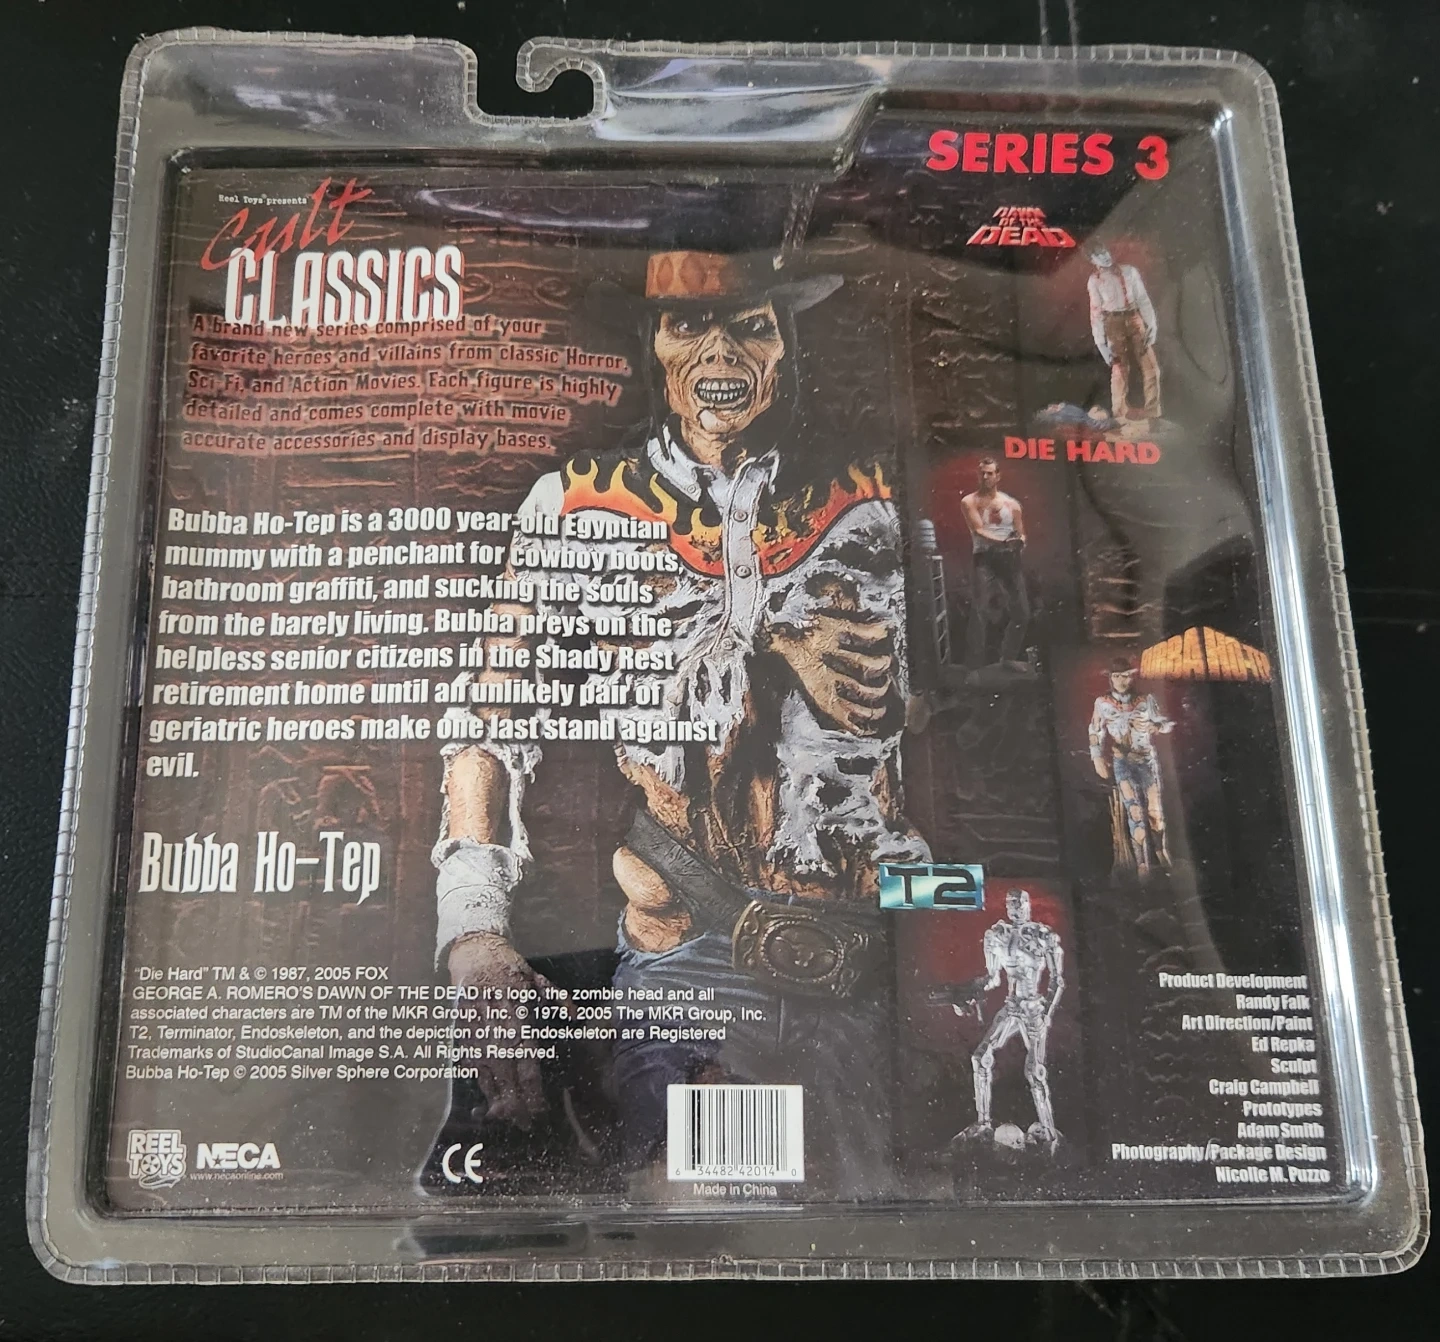 SERIES 3
Reel Toys presents
cult
CLASSICS
A brand new series comprised of your
favorite heroes and villains from classic Horror,
Sci-Fi, and Action Movies. Each figure is highly
detailed and comes complete with movie
accurate accessories and display bases.
Bubba Ho-Tep is a 3000 year-old Egyptian
mummy with a penchant for cowboy boots,
bathroom graffiti, and sucking the souls
from the barely living. Bubba preys on the
helpless senior citizens in the Shady Rest
retirement home until an unlikely pair of
geriatric heroes make one last stand against
evil.
Bubba Ho-Tep
DAWN
OF THE
DEAD
DIE HARD
BUBBA HO-TEP
T2
"Die Hard" TM & © 1987, 2005 FOX
GEORGE A. ROMERO'S DAWN OF THE DEAD it's logo, the zombie head and all
associated characters are TM of the MKR Group, Inc. © 1978, 2005 The MKR Group, Inc.
T2, Terminator, Endoskeleton, and the depiction of the Endoskeleton are Registered
Trademarks of StudioCanal Image S.A. All Rights Reserved.
Bubba Ho-Tep © 2005 Silver Sphere Corporation
Product Development
Randy Falk
Art Direction/Paint
Ed Repka
Sculpt
Craig Campbell
Prototypes
Adam Smith
Photography/Package Design
Nicolle M. Puzzo
REEL
TOYS
NECA
www.necaonline.com
CE
6 34482 42014 0
Made in China